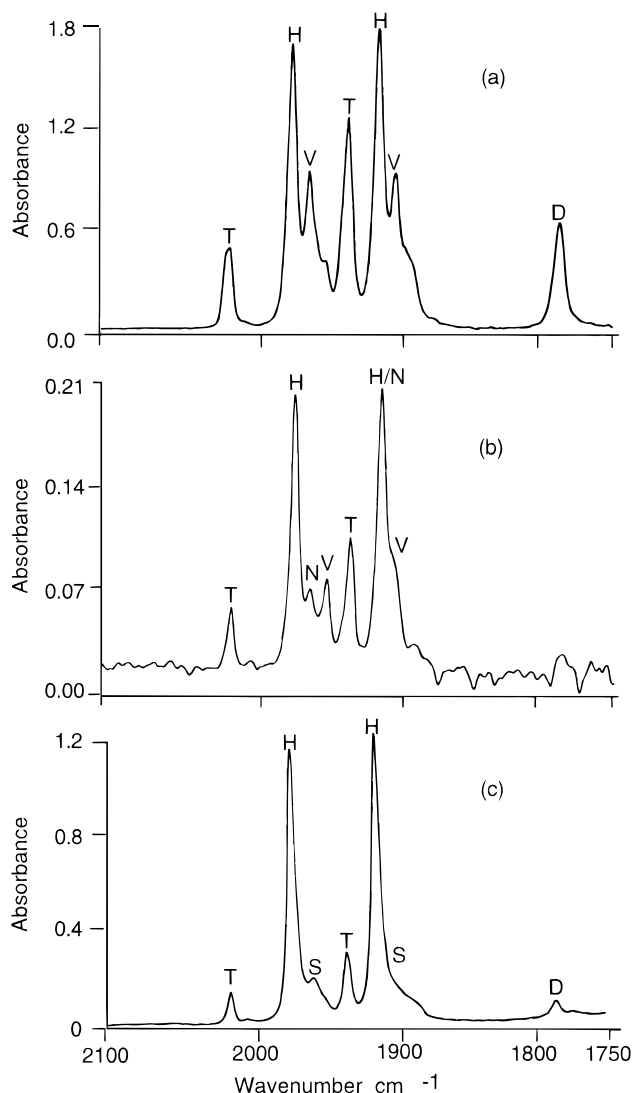 1.8
H
(a)
T
1.2
V
V
Absorbance
0.6
T
D
0.0
0.21
H
H/N
(b)
0.14
T
V
Absorbance
N
V
0.07
T
0.00
1.2
H
H
(c)
0.8
Absorbance
0.4
T
S
S
T
D
0
2100
2000
1900
1800
1750
Wavenumber cm -1